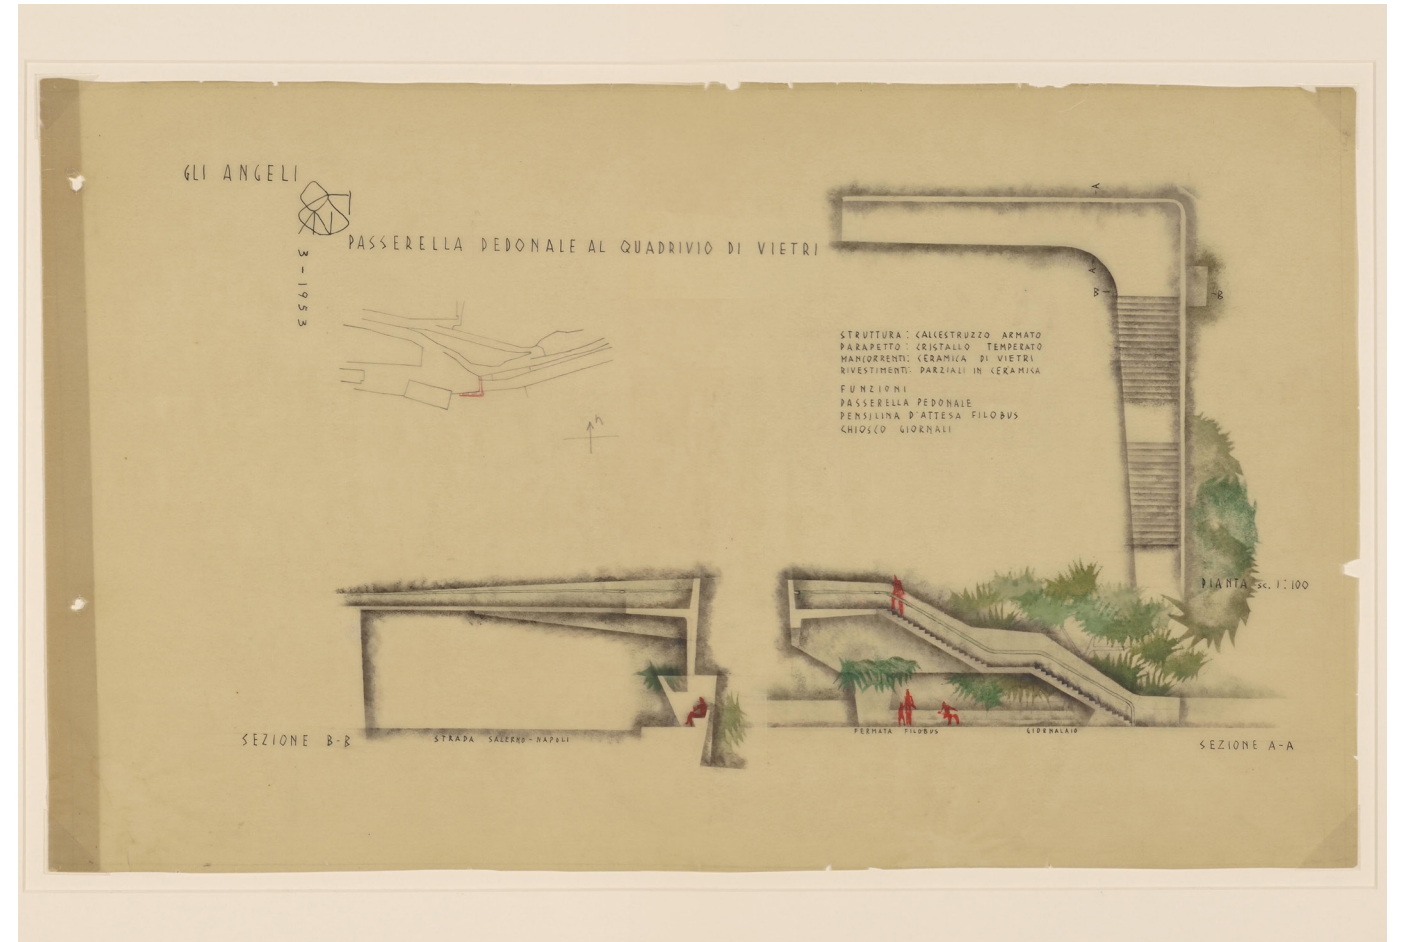 GLI ANGELI
3-1953
PASSERELLA PEDONALE AL QUADRIVIO DI VIETRI
A-
A-
B-
-B
STRUTTURA: CALCESTRUZZO ARMATO
PARAPETTO: CRISTALLO TEMPERATO
MANCORRENTI: CERAMICA DI VIETRI
RIVESTIMENTI: PARZIALI IN CERAMICA
FUNZIONI
PASSERELLA PEDONALE
PENSILINA D'ATTESA FILOBUS
CHIOSCO GIORNALI
n
PIANTA sc. 1:100
SEZIONE B-B
STRADA SALERNO-NAPOLI
FERMATA FILOBUS
GIORNALAIO
SEZIONE A-A